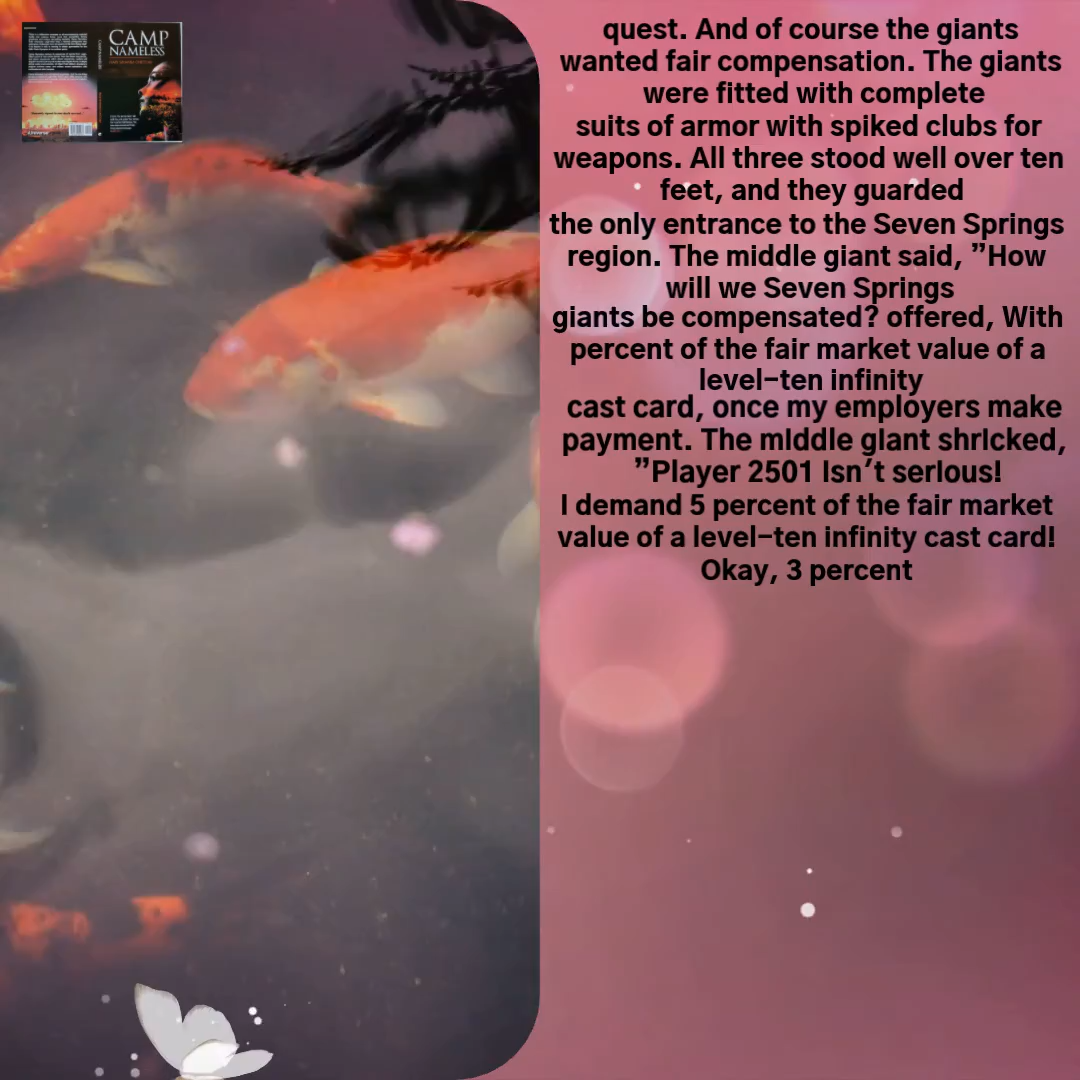 CAMP
NAMELESS
quest. And of course the giants
wanted fair compensation. The giants
were fitted with complete
suits of armor with spiked clubs for
weapons. All three stood well over ten
feet, and they guarded
the only entrance to the Seven Springs
region. The middle giant said, ”How
will we Seven Springs
giants be compensated? offered, With
percent of the fair market value of a
level-ten infinity
cast card, once my employers make
payment. The mIddle gIant shrIcked,
”Player 2501 Isn’t serIous!
I demand 5 percent of the fair market
value of a level-ten infinity cast card!
Okay, 3 percent